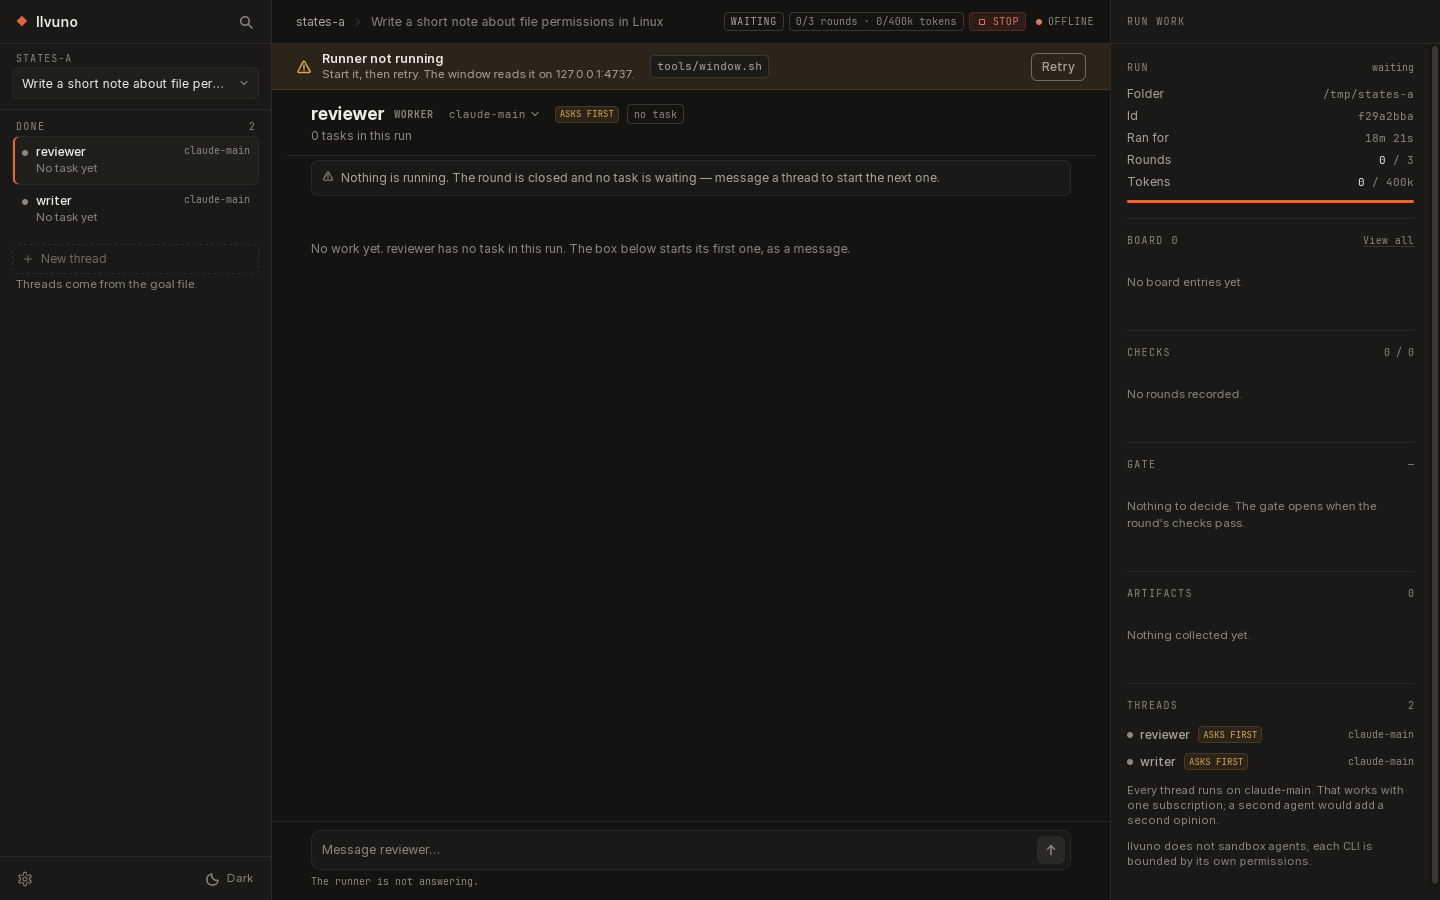 Ilvuno
STATES-A
Write a short note about file per...
DONE 2
reviewer claude-main
No task yet
writer claude-main
No task yet
+ New thread
Threads come from the goal file.
Dark
states-a > Write a short note about file permissions in Linux
WAITING 0/3 rounds · 0/400k tokens STOP OFFLINE
Runner not running
Start it, then retry. The window reads it on 127.0.0.1:4737. tools/window.sh
Retry
reviewer WORKER claude-main ASKS FIRST no task
0 tasks in this run
Nothing is running. The round is closed and no task is waiting — message a thread to start the next one.
No work yet. reviewer has no task in this run. The box below starts its first one, as a message.
Message reviewer...
The runner is not answering.
RUN WORK
RUN waiting
Folder /tmp/states-a
Id f29a2bba
Ran for 18m 21s
Rounds 0 / 3
Tokens 0 / 400k
BOARD 0 View all
No board entries yet.
CHECKS 0 / 0
No rounds recorded.
GATE —
Nothing to decide. The gate opens when the
round's checks pass.
ARTIFACTS 0
Nothing collected yet.
THREADS 2
reviewer ASKS FIRST claude-main
writer ASKS FIRST claude-main
Every thread runs on claude-main. That works with
one subscription; a second agent would add a
second opinion.
Ilvuno does not sandbox agents; each CLI is
bounded by its own permissions.